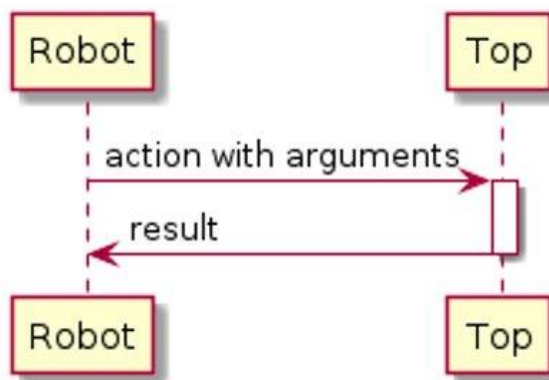 Robot
Top
action with arguments
result
Robot
Top